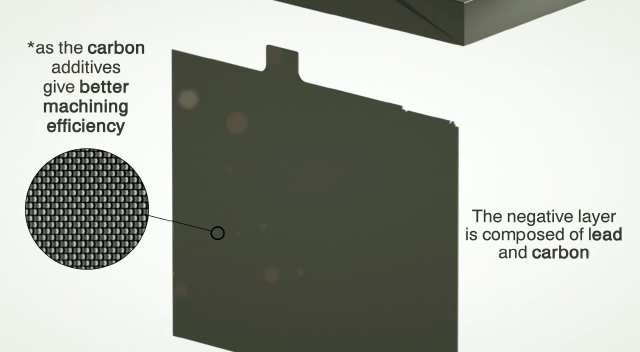 *as the carbon
additives
give better
machining
efficiency
The negative layer
is composed of lead
and carbon